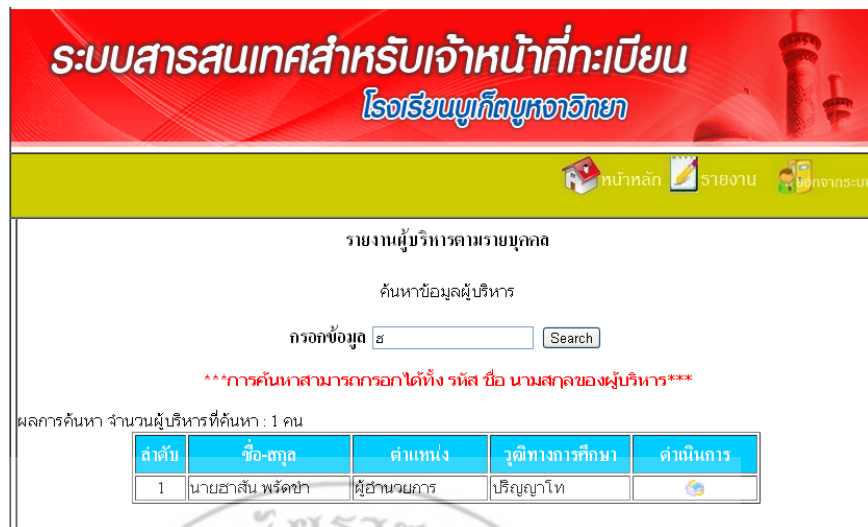 ระบบสารสนเทศสำหรับเจ้าหน้าที่ทะเบียน
โรงเรียนบูเก็ตบูหงาวิทยา
หน้าหลัก รายงาน ออกจากระบบ
รายงานผู้บริหารตามรายบุคคล
ค้นหาข้อมูลผู้บริหาร
กรอกข้อมูล ฮ Search
***การค้นหาสามารถกรอกได้ทั้ง รหัส ชื่อ นามสกุลของผู้บริหาร***
ผลการค้นหา จำนวนผู้บริหารที่ค้นหา : 1 คน
ลำดับ ชื่อ-สกุล ตำแหน่ง วุฒิทางการศึกษา ดำเนินการ
1 นายฮาสัน พรัดขำ ผู้อำนวยการ ปริญญาโท